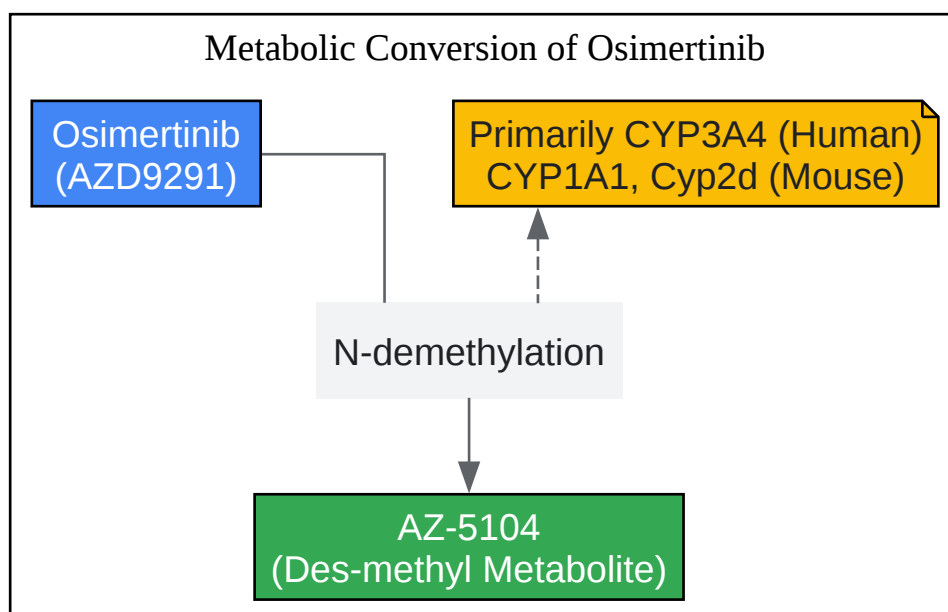 Metabolic Conversion of Osimertinib
Osimertinib
(AZD9291)
Primarily CYP3A4 (Human)
CYP1A1, Cyp2d (Mouse)
N-demethylation
AZ-5104
(Des-methyl Metabolite)